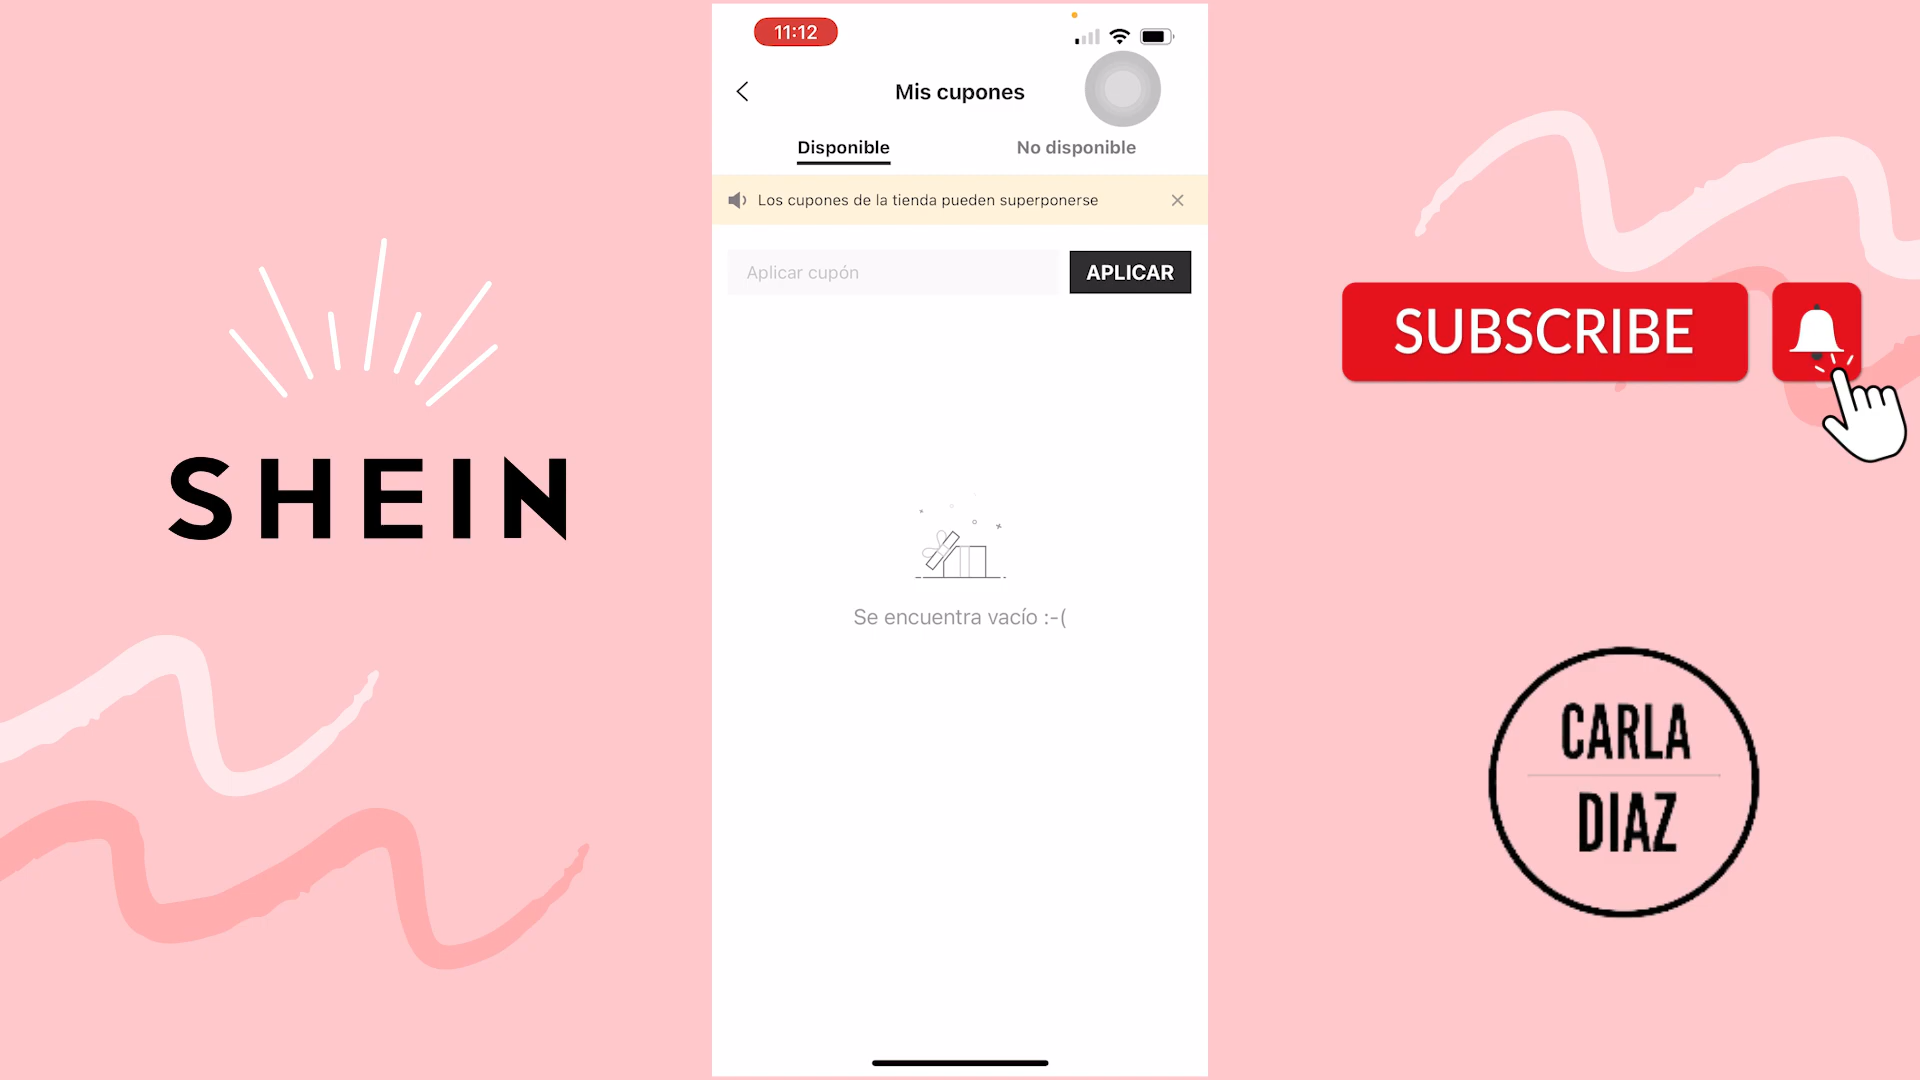 11:12
Mis cupones
Disponible
No disponible
Los cupones de la tienda pueden superponerse
Aplicar cupón
APLICAR
Se encuentra vacío :-(
SHEIN
SUBSCRIBE
CARLA
DIAZ